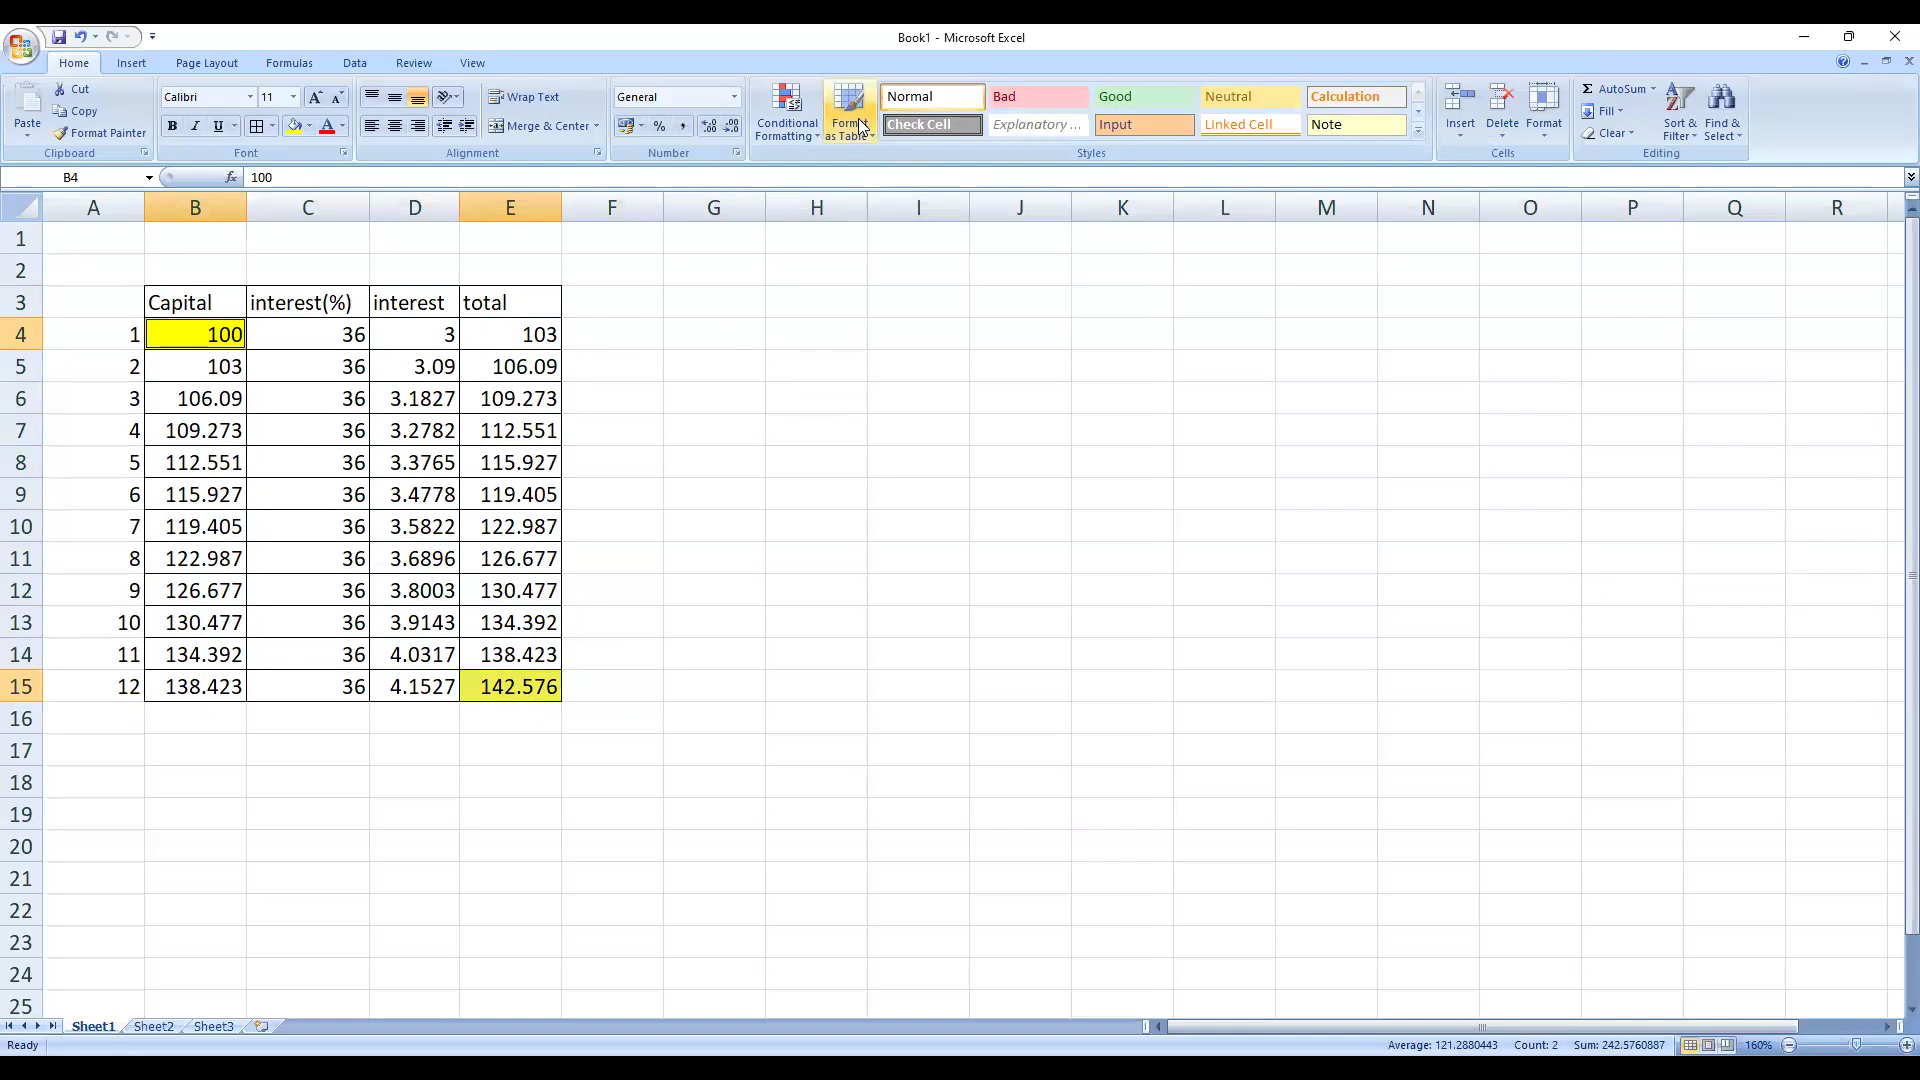 Book1 - Microsoft Excel
Home Insert Page Layout Formulas Data Review View
Paste
Cut
Copy
Format Painter
Clipboard
Calibri 11
B I U
Font
Wrap Text
Merge & Center
Alignment
General
Number
Conditional Formatting
Format as Table
Normal Bad Good Neutral Calculation
Check Cell Explanatory ... Input Linked Cell Note
Styles
Insert Delete Format
Cells
AutoSum
Fill
Clear
Sort & Filter
Find & Select
Editing
B4 fx 100
A B C D E F G H I J K L M N O P Q R
1
2
3 Capital interest(%) interest total
4 1 100 36 3 103
5 2 103 36 3.09 106.09
6 3 106.09 36 3.1827 109.273
7 4 109.273 36 3.2782 112.551
8 5 112.551 36 3.3765 115.927
9 6 115.927 36 3.4778 119.405
10 7 119.405 36 3.5822 122.987
11 8 122.987 36 3.6896 126.677
12 9 126.677 36 3.8003 130.477
13 10 130.477 36 3.9143 134.392
14 11 134.392 36 4.0317 138.423
15 12 138.423 36 4.1527 142.576
16
17
18
19
20
21
22
23
24
25
Sheet1 Sheet2 Sheet3
Ready Average: 121.2880443 Count: 2 Sum: 242.5760887 160%